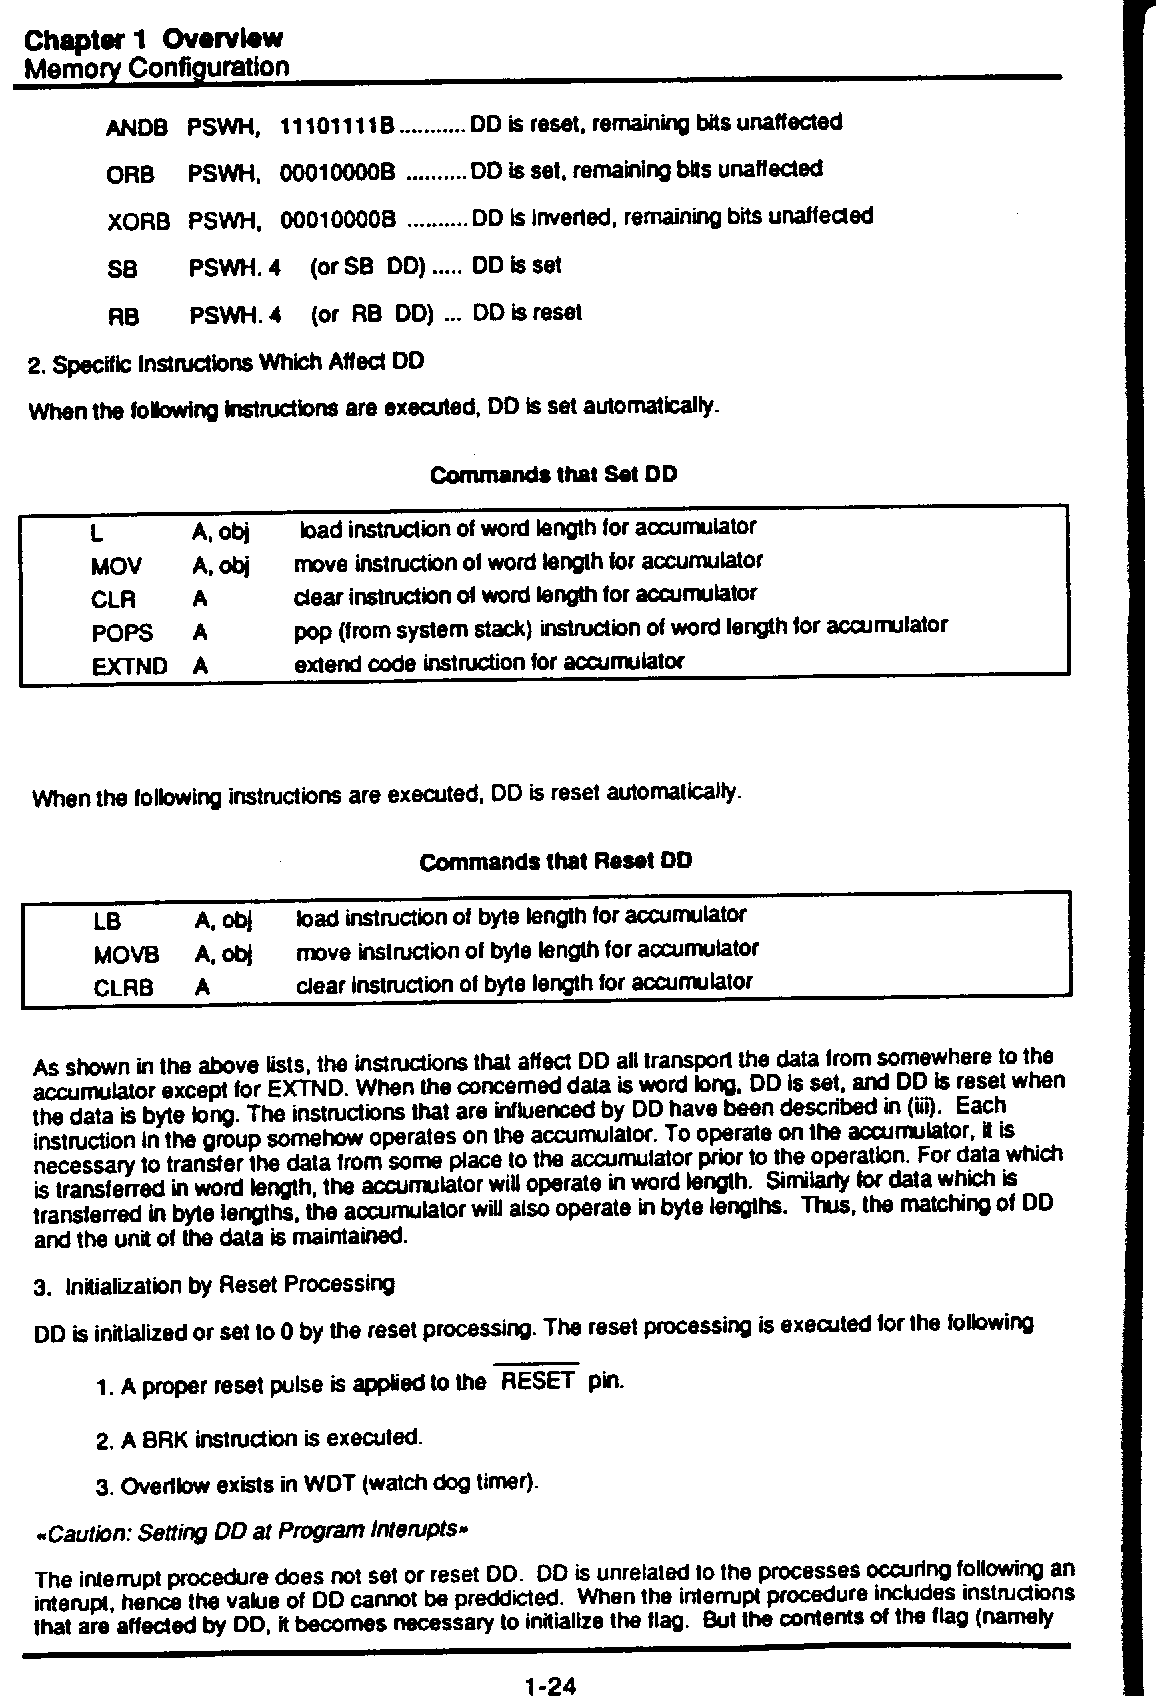 Chapter 1 Overview
Memory Configuration
ANDB PSWH, 11101111B ........... DD is reset, remaining bits unaffected
ORB PSWH, 00010000B .......... DD is set, remaining bits unaffected
XORB PSWH, 00010000B .......... DD is inverted, remaining bits unaffected
SB PSWH. 4 (or SB DD) ..... DD is set
RB PSWH. 4 (or RB DD) ... DD is reset
2. Specific Instructions Which Affect DD
When the following instructions are executed, DD is set automatically.
Commands that Set DD
L A, obj load instruction of word length for accumulator
MOV A, obj move instruction of word length for accumulator
CLR A clear instruction of word length for accumulator
POPS A pop (from system stack) instruction of word length for accumulator
EXTND A extend code instruction for accumulator
When the following instructions are executed, DD is reset automatically.
Commands that Reset DD
LB A, obj load instruction of byte length for accumulator
MOVB A, obj move instruction of byte length for accumulator
CLRB A clear instruction of byte length for accumulator
As shown in the above lists, the instructions that affect DD all transport the data from somewhere to the
accumulator except for EXTND. When the concerned data is word long, DD is set, and DD is reset when
the data is byte long. The instructions that are influenced by DD have been described in (iii). Each
instruction in the group somehow operates on the accumulator. To operate on the accumulator, it is
necessary to transfer the data from some place to the accumulator prior to the operation. For data which
is transferred in word length, the accumulator will operate in word length. Similarly for data which is
transferred in byte lengths, the accumulator will also operate in byte lengths. Thus, the matching of DD
and the unit of the data is maintained.
3. Initialization by Reset Processing
DD is initialized or set to 0 by the reset processing. The reset processing is executed for the following
1. A proper reset pulse is applied to the RESET pin.
2. A BRK instruction is executed.
3. Overflow exists in WDT (watch dog timer).
«Caution: Setting DD at Program Interupts»
The interrupt procedure does not set or reset DD. DD is unrelated to the processes occuring following an
interupt, hence the value of DD cannot be preddicted. When the interrupt procedure includes instructions
that are affected by DD, it becomes necessary to initialize the flag. But the contents of the flag (namely
1-24